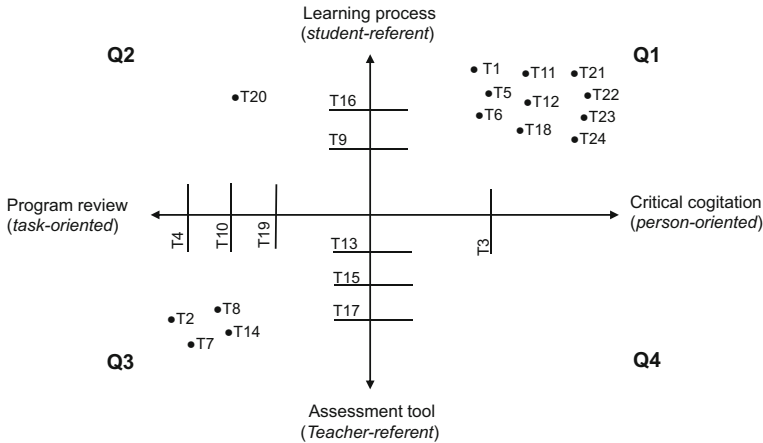 Learning process
(student-referent)
Q2
Q1
T1
T11
T21
T20
T5
T22
T16
T12
T6
T23
T18
T24
T9
Program review
(task-oriented)
Critical cogitation
(person-oriented)
T4
T10
T19
T13
T3
T15
T17
T2
T8
T14
T7
Q3
Q4
Assessment tool
(Teacher-referent)